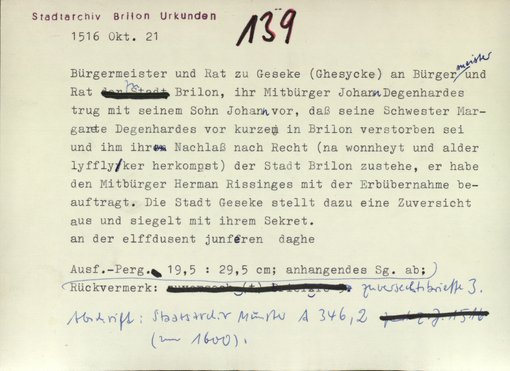 Stadtarchiv Brilon Urkunden
139
1516 Okt. 21
Bürgermeister und Rat zu Geseke (Ghesycke) an Bürgermeister und
Rat zu Brilon, ihr Mitbürger Johann Degenhardes
trug mit seinem Sohn Johann vor, daß seine Schwester Mar-
garete Degenhardes vor kurzem in Brilon verstorben sei
und ihm ihren Nachlaß nach Recht (na wonnheyt und alder
lyfflyker herkompst) der Stadt Brilon zustehe, er habe
den Mitbürger Herman Rissinges mit der Erbübernahme be-
auftragt. Die Stadt Geseke stellt dazu eine Zuversicht
aus und siegelt mit ihrem Sekret.
an der elffdusent junferen daghe
Ausf.-Perg. 19,5 : 29,5 cm; anhangendes Sg. ab;
Rückvermerk: zuversechtsbrieffe 3.
Abschrift: Staatsarchiv Münster A 346,2
(um 1600).